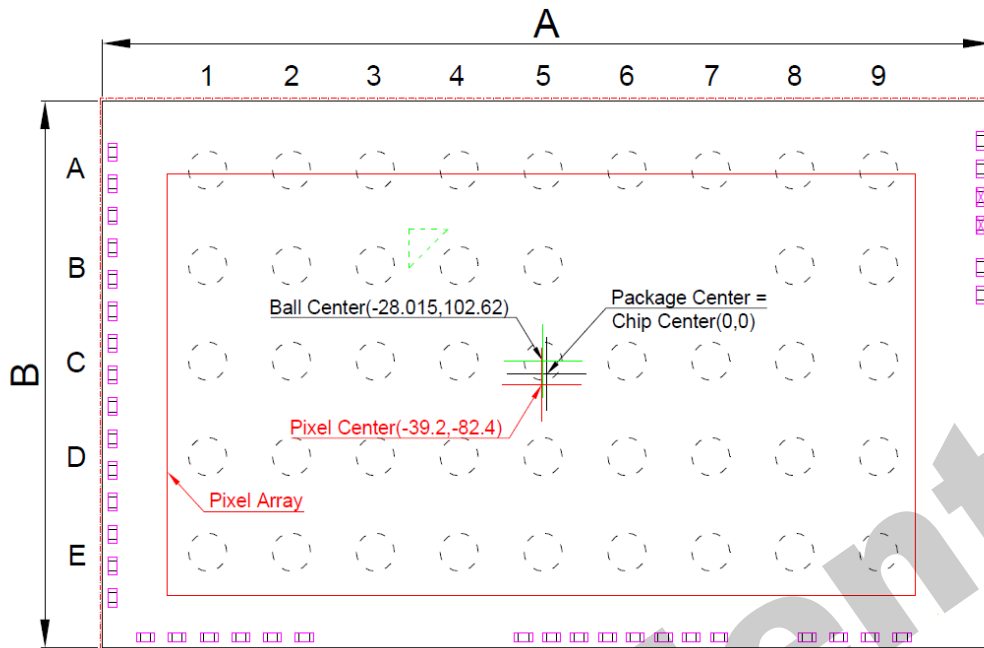 A
1 2 3 4 5 6 7 8 9
A
B
Ball Center(-28.015,102.62)
Package Center =
Chip Center(0,0)
C
B
Pixel Center(-39.2,-82.4)
D
Pixel Array
E